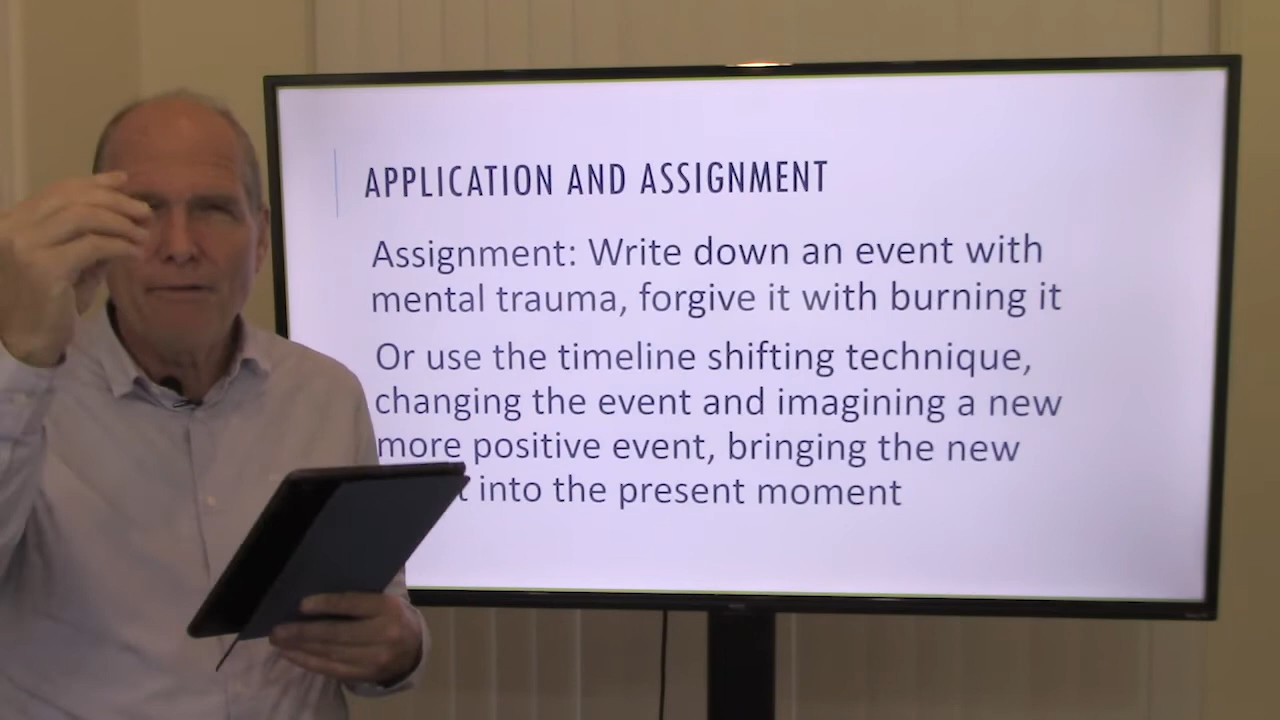 APPLICATION AND ASSIGNMENT
Assignment: Write down an event with
mental trauma, forgive it with burning it
Or use the timeline shifting technique,
changing the event and imagining a new
more positive event, bringing the new
into the present moment